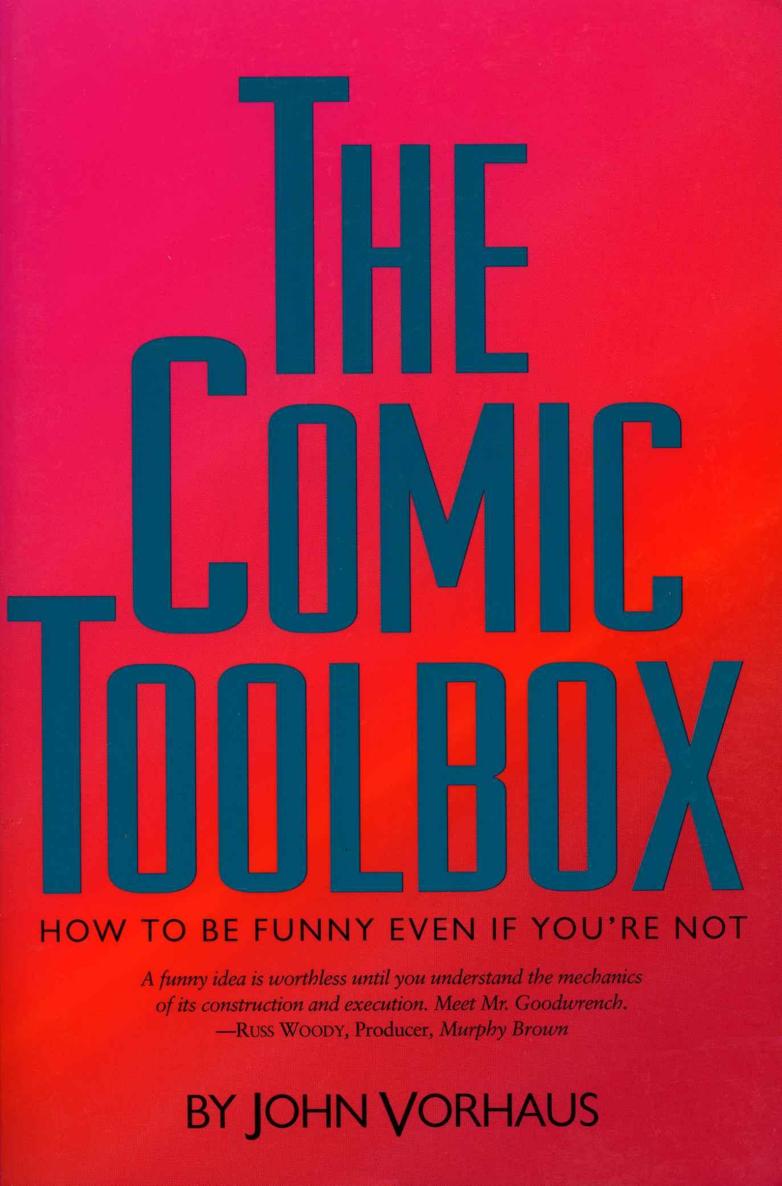 THE
COMIC
TOOLBOX
HOW TO BE FUNNY EVEN IF YOU'RE NOT
A funny idea is worthless until you understand the mechanics
of its construction and execution. Meet Mr. Goodwrench.
—RUSS WOODY, Producer, Murphy Brown
BY JOHN VORHAUS